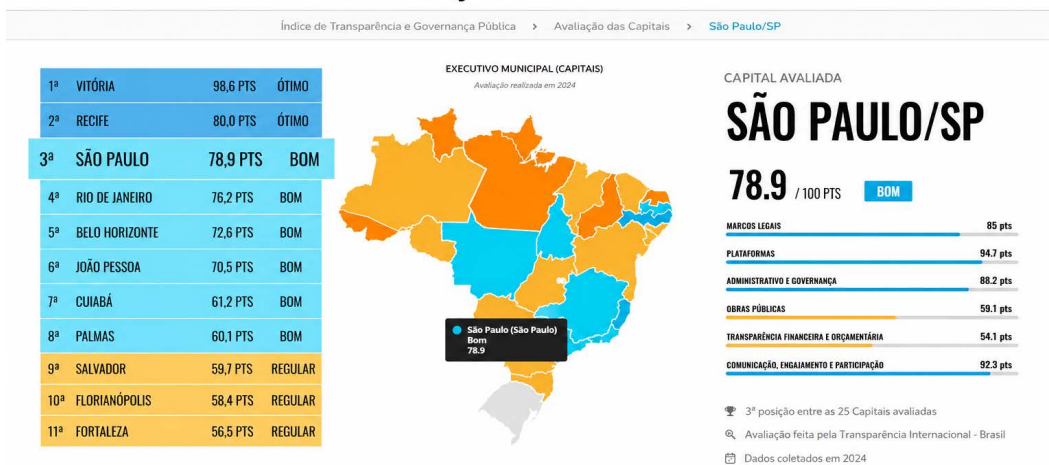 Índice de Transparência e Governança Pública > Avaliação das Capitais > São Paulo/SP
1ª VITÓRIA 98,6 PTS ÓTIMO
2ª RECIFE 80,0 PTS ÓTIMO
3ª SÃO PAULO 78,9 PTS BOM
4ª RIO DE JANEIRO 76,2 PTS BOM
5ª BELO HORIZONTE 72,6 PTS BOM
6ª JOÃO PESSOA 70,5 PTS BOM
7ª CUIABÁ 61,2 PTS BOM
8ª PALMAS 60,1 PTS BOM
9ª SALVADOR 59,7 PTS REGULAR
10ª FLORIANÓPOLIS 58,4 PTS REGULAR
11ª FORTALEZA 56,5 PTS REGULAR
EXECUTIVO MUNICIPAL (CAPITAIS)
Avaliação realizada em 2024
São Paulo (São Paulo)
Bom
78.9
CAPITAL AVALIADA
SÃO PAULO/SP
78.9 / 100 PTS BOM
MARCOS LEGAIS 85 pts
PLATAFORMAS 94.7 pts
ADMINISTRATIVO E GOVERNANÇA 88.2 pts
OBRAS PÚBLICAS 59.1 pts
TRANSPARÊNCIA FINANCEIRA E ORÇAMENTÁRIA 54.1 pts
COMUNICAÇÃO, ENGAJAMENTO E PARTICIPAÇÃO 92.3 pts
3ª posição entre as 25 Capitais avaliadas
Avaliação feita pela Transparência Internacional - Brasil
Dados coletados em 2024